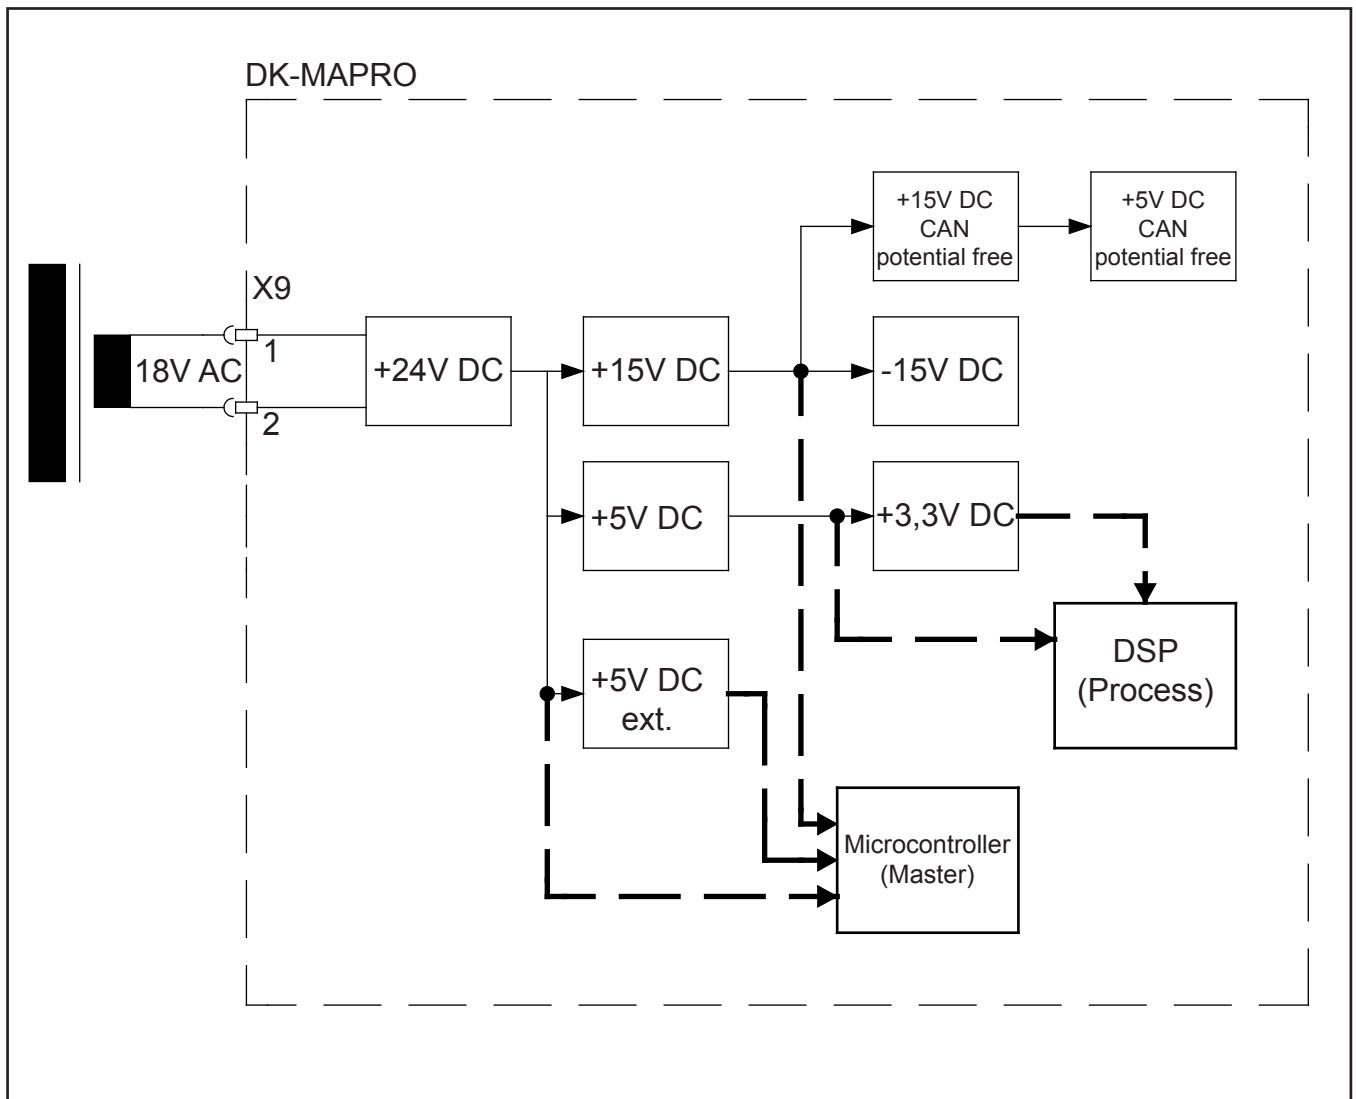 DK-MAPRO
+15V DC
CAN
potential free
+5V DC
CAN
potential free
X9
1
18V AC
2
+24V DC
+15V DC
-15V DC
+5V DC
+3,3V DC
+5V DC
ext.
DSP
(Process)
Microcontroller
(Master)